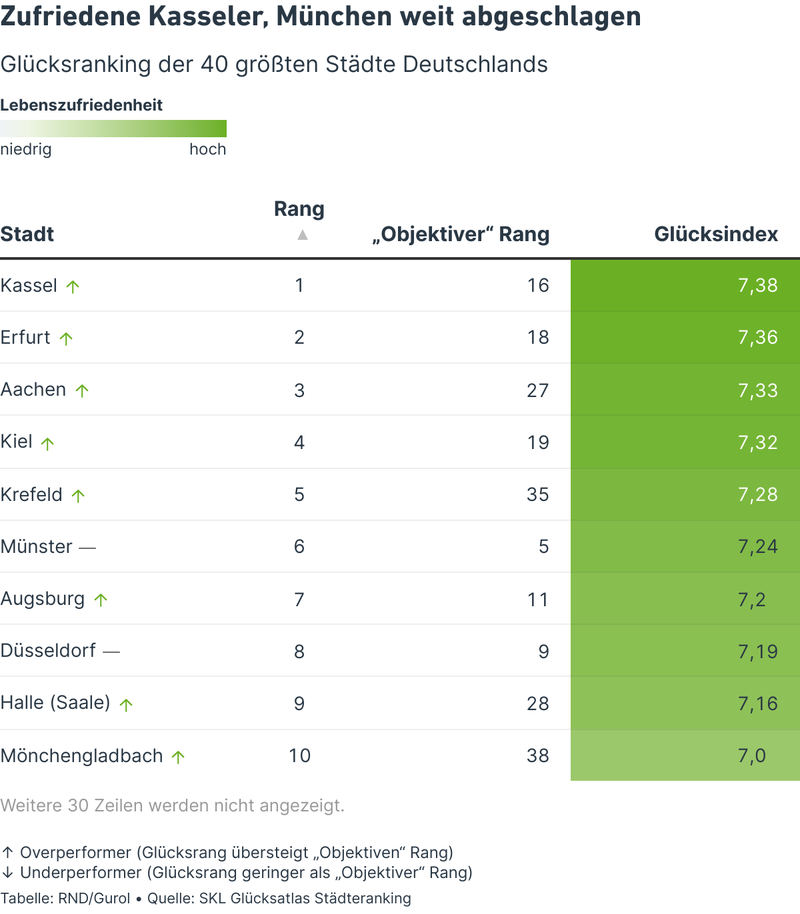 Zufriedene Kasseler, München weit abgeschlagen
Glücksranking der 40 größten Städte Deutschlands
Lebenszufriedenheit
niedrig hoch
Rang
Stadt ▲ „Objektiver“ Rang Glücksindex
Kassel ↑ 1 16 7,38
Erfurt ↑ 2 18 7,36
Aachen ↑ 3 27 7,33
Kiel ↑ 4 19 7,32
Krefeld ↑ 5 35 7,28
Münster — 6 5 7,24
Augsburg ↑ 7 11 7,2
Düsseldorf — 8 9 7,19
Halle (Saale) ↑ 9 28 7,16
Mönchengladbach ↑ 10 38 7,0
Weitere 30 Zeilen werden nicht angezeigt.
↑ Overperformer (Glücksrang übersteigt „Objektiven“ Rang)
↓ Underperformer (Glücksrang geringer als „Objektiver“ Rang)
Tabelle: RND/Gurol • Quelle: SKL Glücksatlas Städteranking